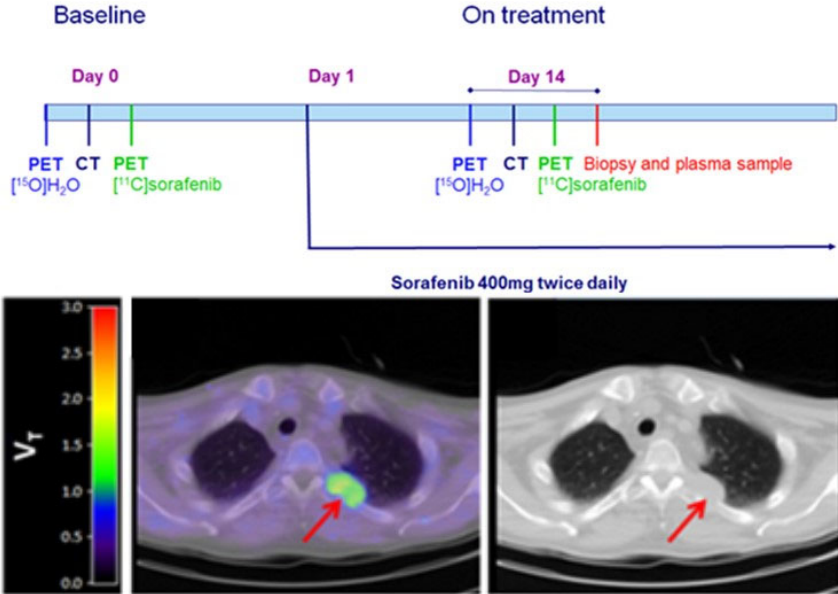 Baseline On treatment
Day 0 Day 1 Day 14
PET CT PET PET CT PET Biopsy and plasma sample
[¹⁵O]H₂O [¹¹C]sorafenib [¹⁵O]H₂O [¹¹C]sorafenib
Sorafenib 400mg twice daily
3.0
2.5
2.0
1.5
1.0
0.5
0.0
V_T